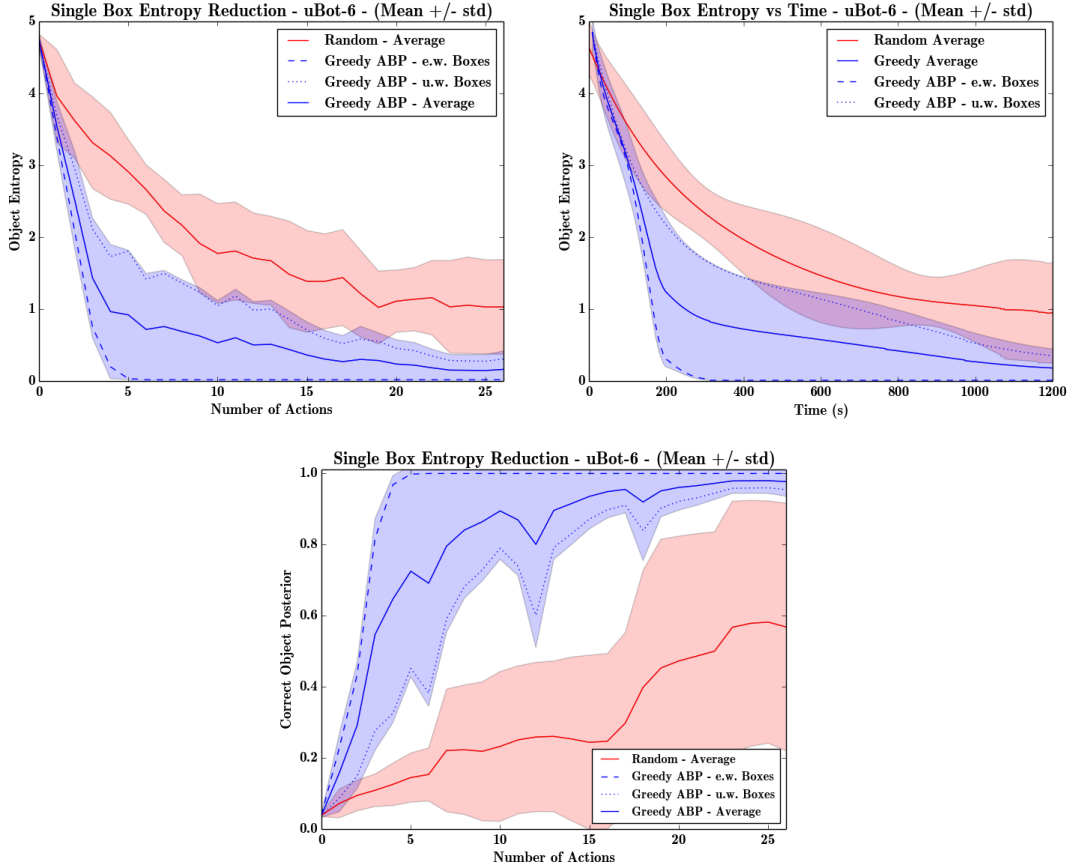 Single Box Entropy Reduction - uBot-6 - (Mean +/- std)
5
4
3
2
1
0
Object Entropy
Random - Average
Greedy ABP - e.w. Boxes
Greedy ABP - u.w. Boxes
Greedy ABP - Average
0 5 10 15 20 25
Number of Actions
Single Box Entropy vs Time - uBot-6 - (Mean +/- std)
5
4
3
2
1
0
Object Entropy
Random Average
Greedy Average
Greedy ABP - e.w. Boxes
Greedy ABP - u.w. Boxes
0 200 400 600 800 1000 1200
Time (s)
Single Box Entropy Reduction - uBot-6 - (Mean +/- std)
1.0
0.8
0.6
0.4
0.2
0.0
Correct Object Posterior
Random - Average
Greedy ABP - e.w. Boxes
Greedy ABP - u.w. Boxes
Greedy ABP - Average
0 5 10 15 20 25
Number of Actions